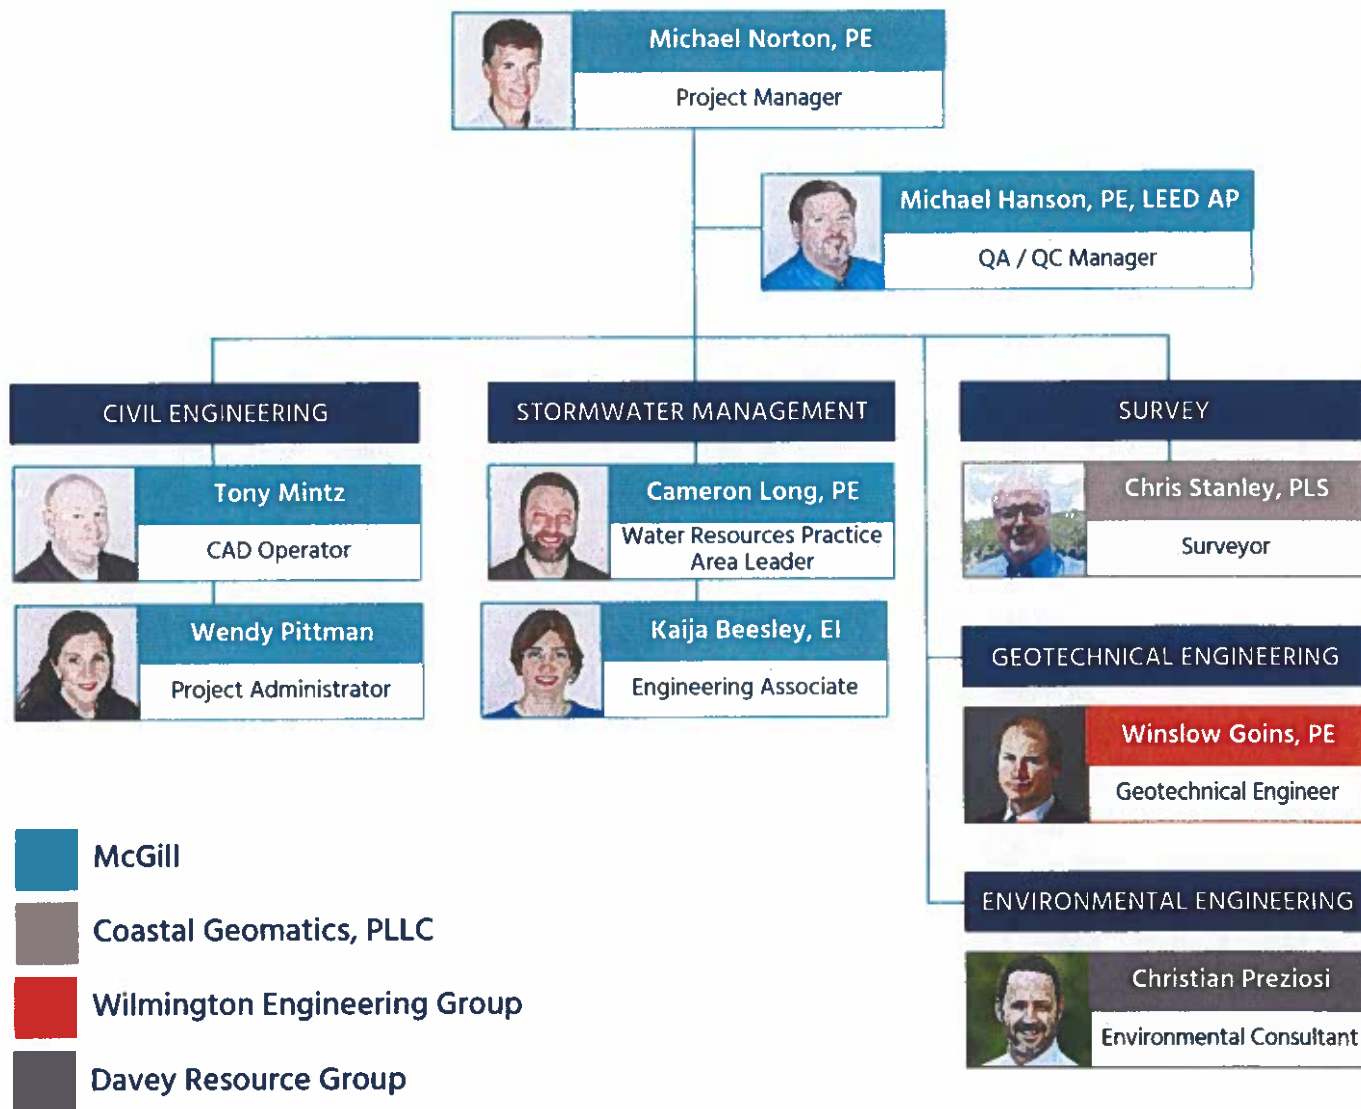 Michael Norton, PE
Project Manager
Michael Hanson, PE, LEED AP
QA / QC Manager
CIVIL ENGINEERING
Tony Mintz
CAD Operator
Wendy Pittman
Project Administrator
STORMWATER MANAGEMENT
Cameron Long, PE
Water Resources Practice
Area Leader
Kaija Beesley, EI
Engineering Associate
SURVEY
Chris Stanley, PLS
Surveyor
GEOTECHNICAL ENGINEERING
Winslow Goins, PE
Geotechnical Engineer
ENVIRONMENTAL ENGINEERING
Christian Preziosi
Environmental Consultant
McGill
Coastal Geomatics, PLLC
Wilmington Engineering Group
Davey Resource Group